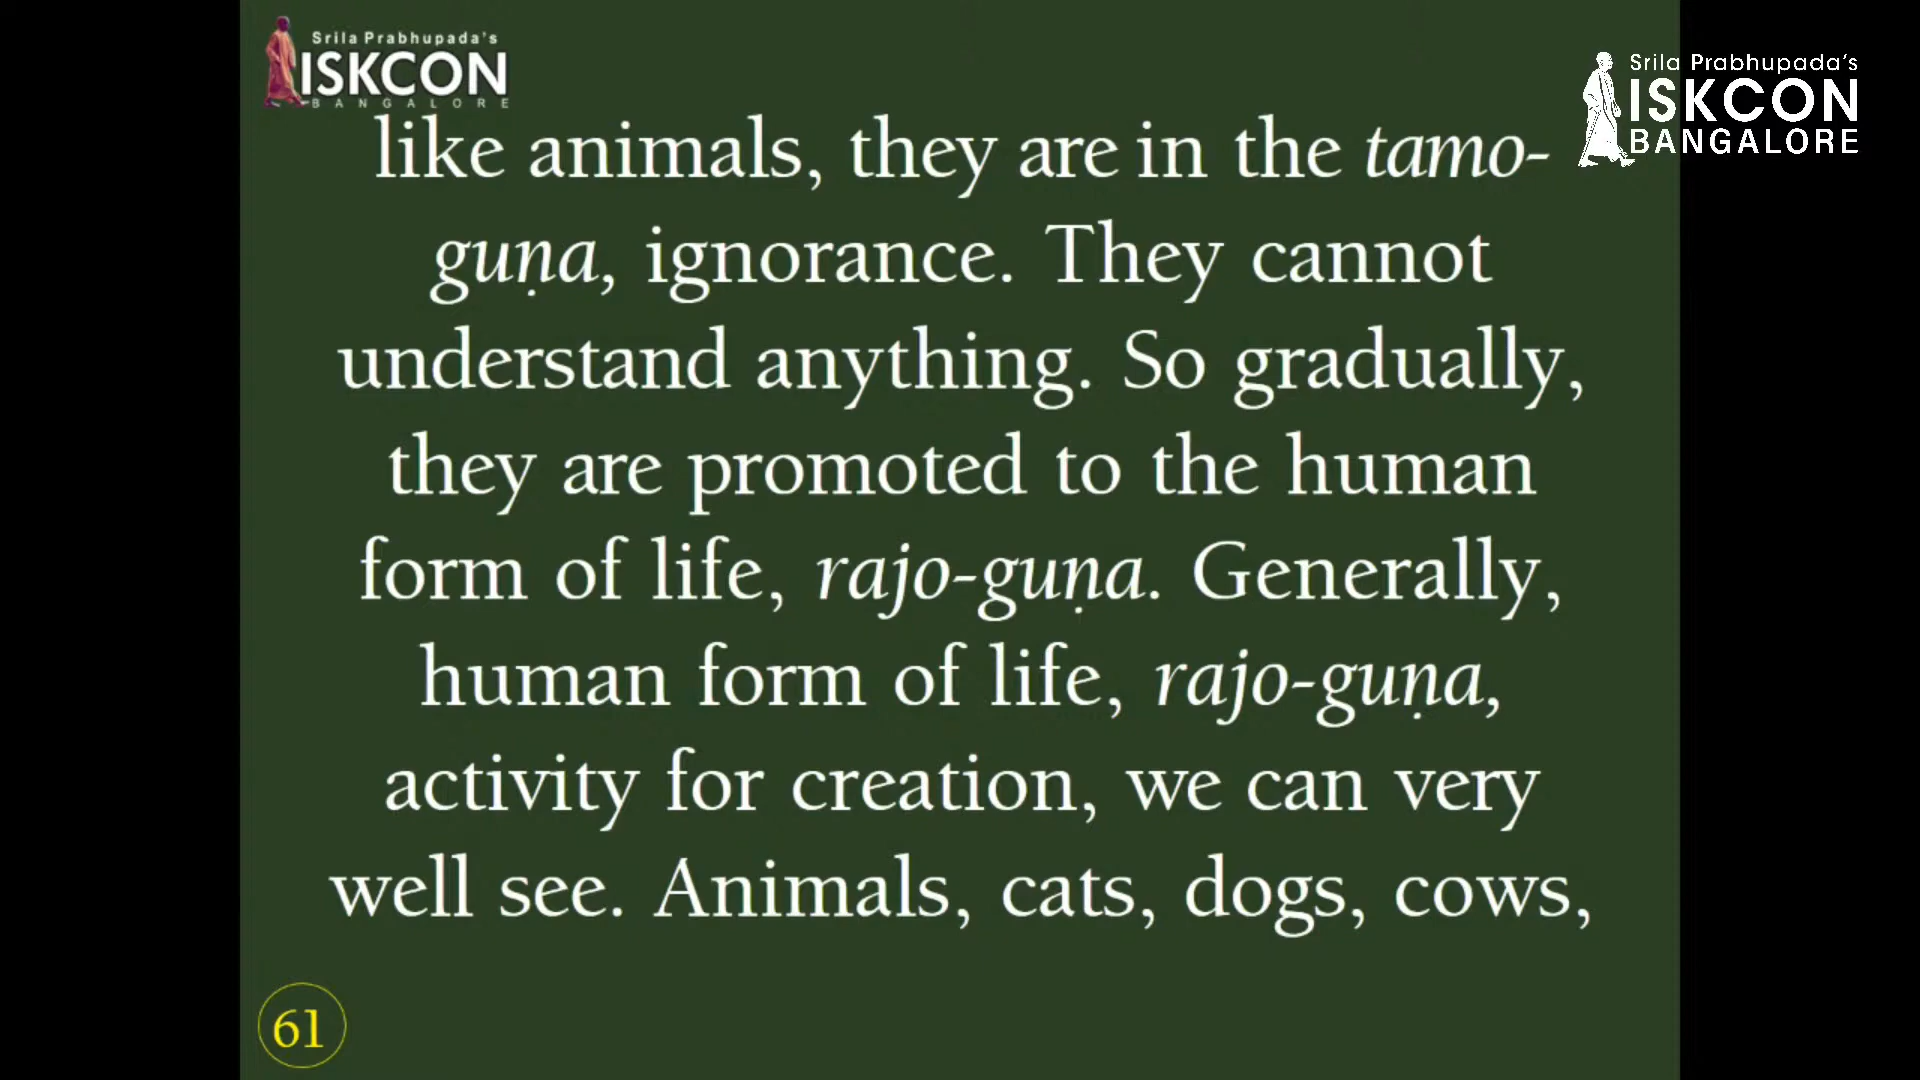 Srila Prabhupada's
ISKCON
BANGALORE
Srila Prabhupada's
ISKCON
BANGALORE
like animals, they are in the tamo-
guṇa, ignorance. They cannot
understand anything. So gradually,
they are promoted to the human
form of life, rajo-guṇa. Generally,
human form of life, rajo-guṇa,
activity for creation, we can very
well see. Animals, cats, dogs, cows,
61